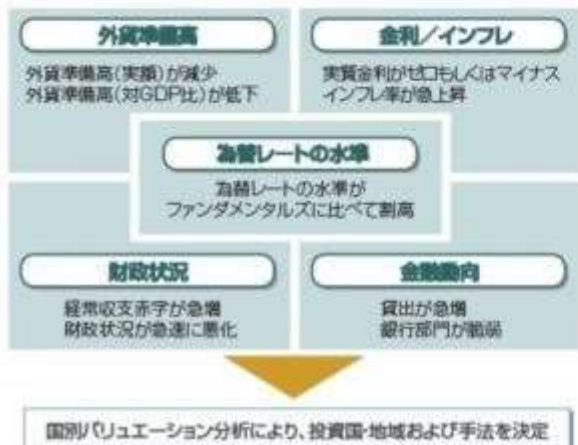 外貨準備高
外貨準備高(実額)が減少
外貨準備高(対GDP比)が低下
金利/インフレ
実質金利がゼロもしくはマイナス
インフレ率が急上昇
為替レートの水準
為替レートの水準が
ファンダメンタルズに比べて割高
財政状況
経常収支赤字が急増
財政状況が急速に悪化
金融動向
貸出が急増
銀行部門が脆弱
国別バリュエーション分析により、投資国・地域および手法を決定